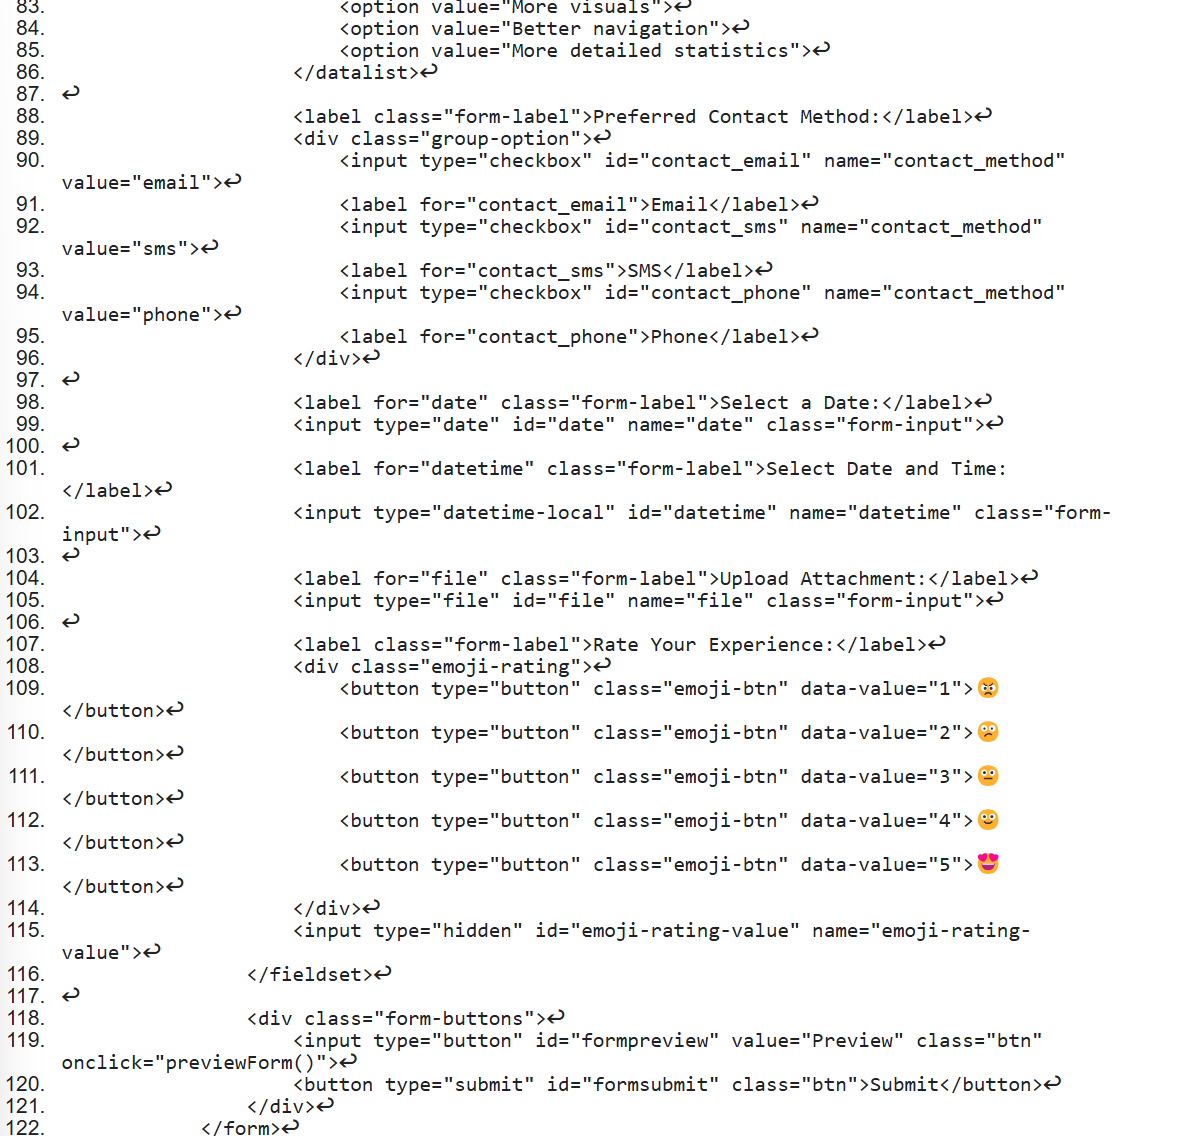 83. <option value="More visuals">↩
84. <option value="Better navigation">↩
85. <option value="More detailed statistics">↩
86. </datalist>↩
87. ↩
88. <label class="form-label">Preferred Contact Method:</label>↩
89. <div class="group-option">↩
90. <input type="checkbox" id="contact_email" name="contact_method"
value="email">↩
91. <label for="contact_email">Email</label>↩
92. <input type="checkbox" id="contact_sms" name="contact_method"
value="sms">↩
93. <label for="contact_sms">SMS</label>↩
94. <input type="checkbox" id="contact_phone" name="contact_method"
value="phone">↩
95. <label for="contact_phone">Phone</label>↩
96. </div>↩
97. ↩
98. <label for="date" class="form-label">Select a Date:</label>↩
99. <input type="date" id="date" name="date" class="form-input">↩
100. ↩
101. <label for="datetime" class="form-label">Select Date and Time:
</label>↩
102. <input type="datetime-local" id="datetime" name="datetime" class="form-
input">↩
103. ↩
104. <label for="file" class="form-label">Upload Attachment:</label>↩
105. <input type="file" id="file" name="file" class="form-input">↩
106. ↩
107. <label class="form-label">Rate Your Experience:</label>↩
108. <div class="emoji-rating">↩
109. <button type="button" class="emoji-btn" data-value="1">😠
</button>↩
110. <button type="button" class="emoji-btn" data-value="2">😕
</button>↩
111. <button type="button" class="emoji-btn" data-value="3">😐
</button>↩
112. <button type="button" class="emoji-btn" data-value="4">🙂
</button>↩
113. <button type="button" class="emoji-btn" data-value="5">😍
</button>↩
114. </div>↩
115. <input type="hidden" id="emoji-rating-value" name="emoji-rating-
value">↩
116. </fieldset>↩
117. ↩
118. <div class="form-buttons">↩
119. <input type="button" id="formpreview" value="Preview" class="btn"
onclick="previewForm()">↩
120. <button type="submit" id="formsubmit" class="btn">Submit</button>↩
121. </div>↩
122. </form>↩